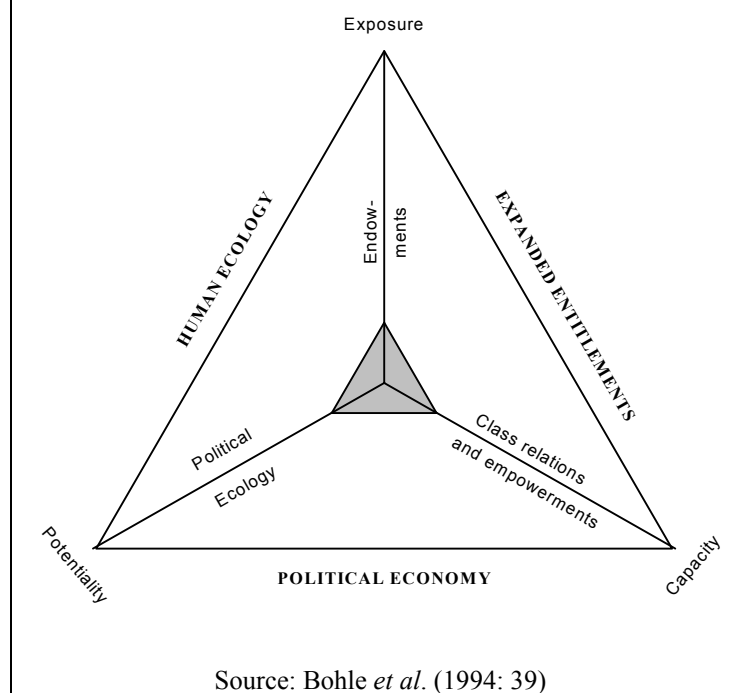 Exposure
HUMAN ECOLOGY
Endow-
ments
EXPANDED ENTITLEMENTS
Political
Ecology
Class relations
and empowerments
Potentiality
Capacity
POLITICAL ECONOMY
Source: Bohle et al. (1994: 39)